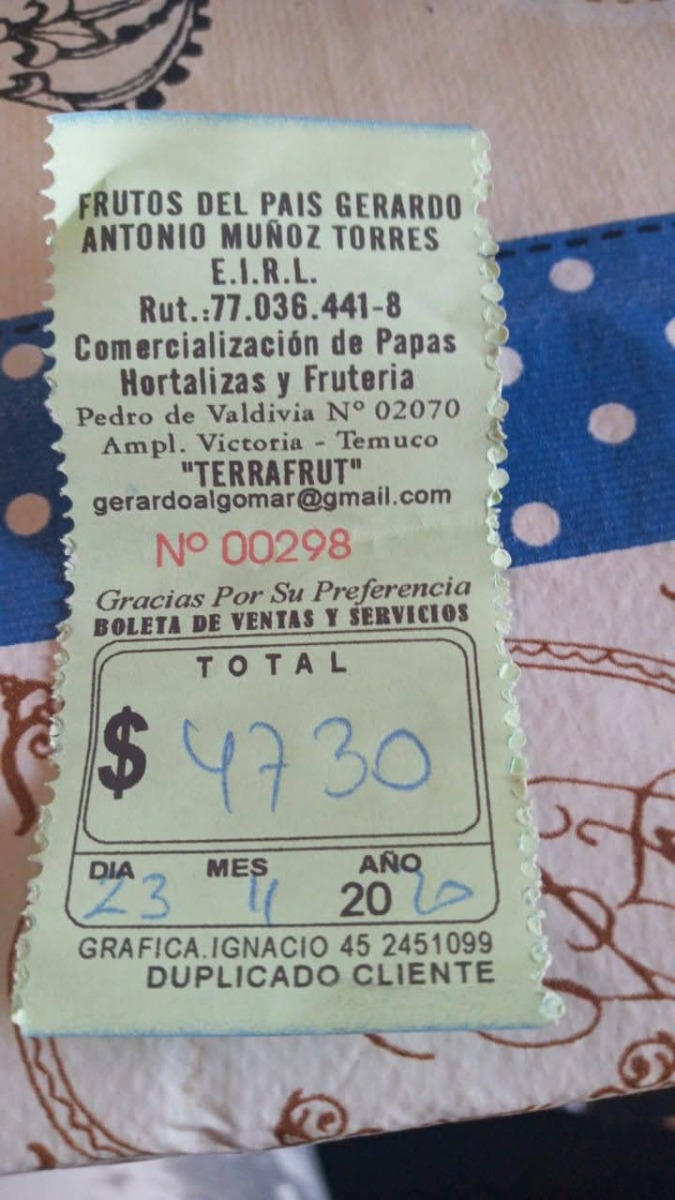 FRUTOS DEL PAIS GERARDO
ANTONIO MUÑOZ TORRES
E.I.R.L.
Rut.:77.036.441-8
Comercialización de Papas
Hortalizas y Fruteria
Pedro de Valdivia Nº 02070
Ampl. Victoria - Temuco
"TERRAFRUT"
gerardoalgomar@gmail.com
Nº 00298
Gracias Por Su Preferencia
BOLETA DE VENTAS Y SERVICIOS
TOTAL
$ 4730
DIA MES AÑO
23 11 20 20
GRAFICA.IGNACIO 45 2451099
DUPLICADO CLIENTE